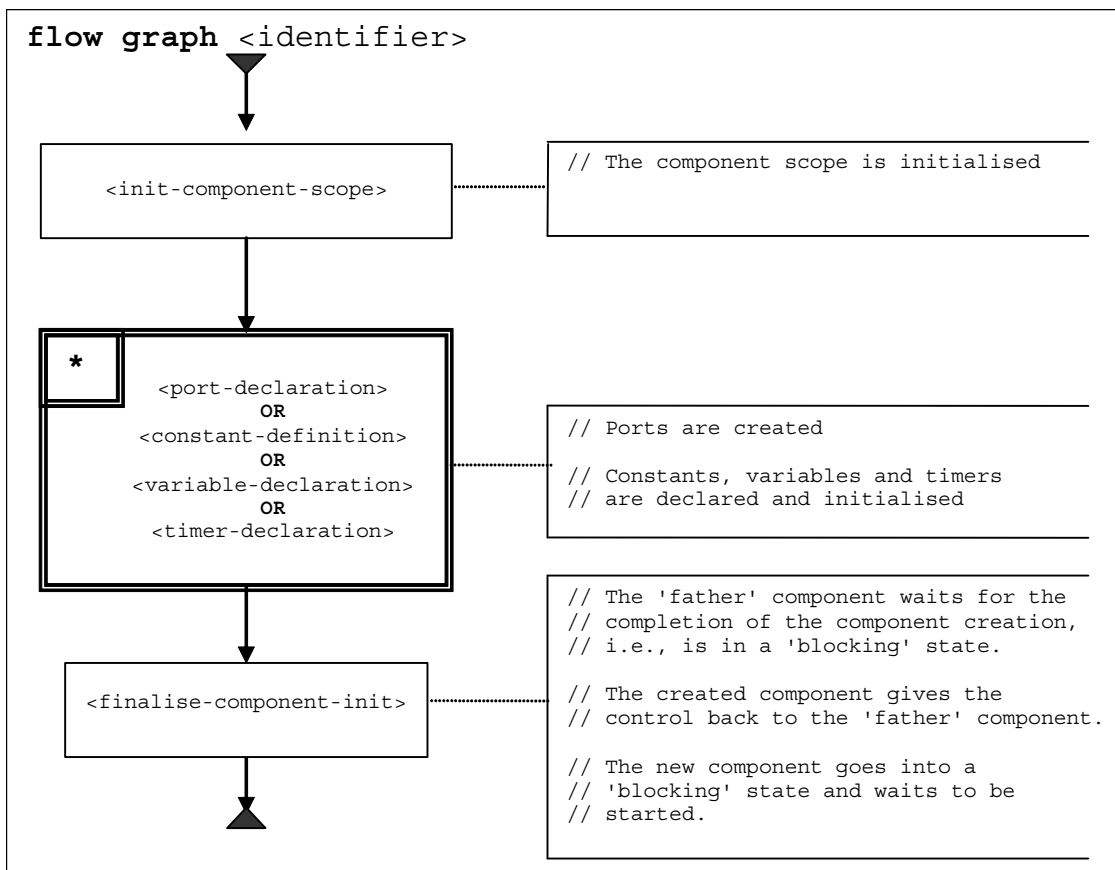 flow graph <identifier>
<init-component-scope>
// The component scope is initialised
*
<port-declaration>
OR
<constant-definition>
OR
<variable-declaration>
OR
<timer-declaration>
// Ports are created
// Constants, variables and timers
// are declared and initialised
<finalise-component-init>
// The 'father' component waits for the
// completion of the component creation,
// i.e., is in a 'blocking' state.
// The created component gives the
// control back to the 'father' component.
// The new component goes into a
// 'blocking' state and waits to be
// started.